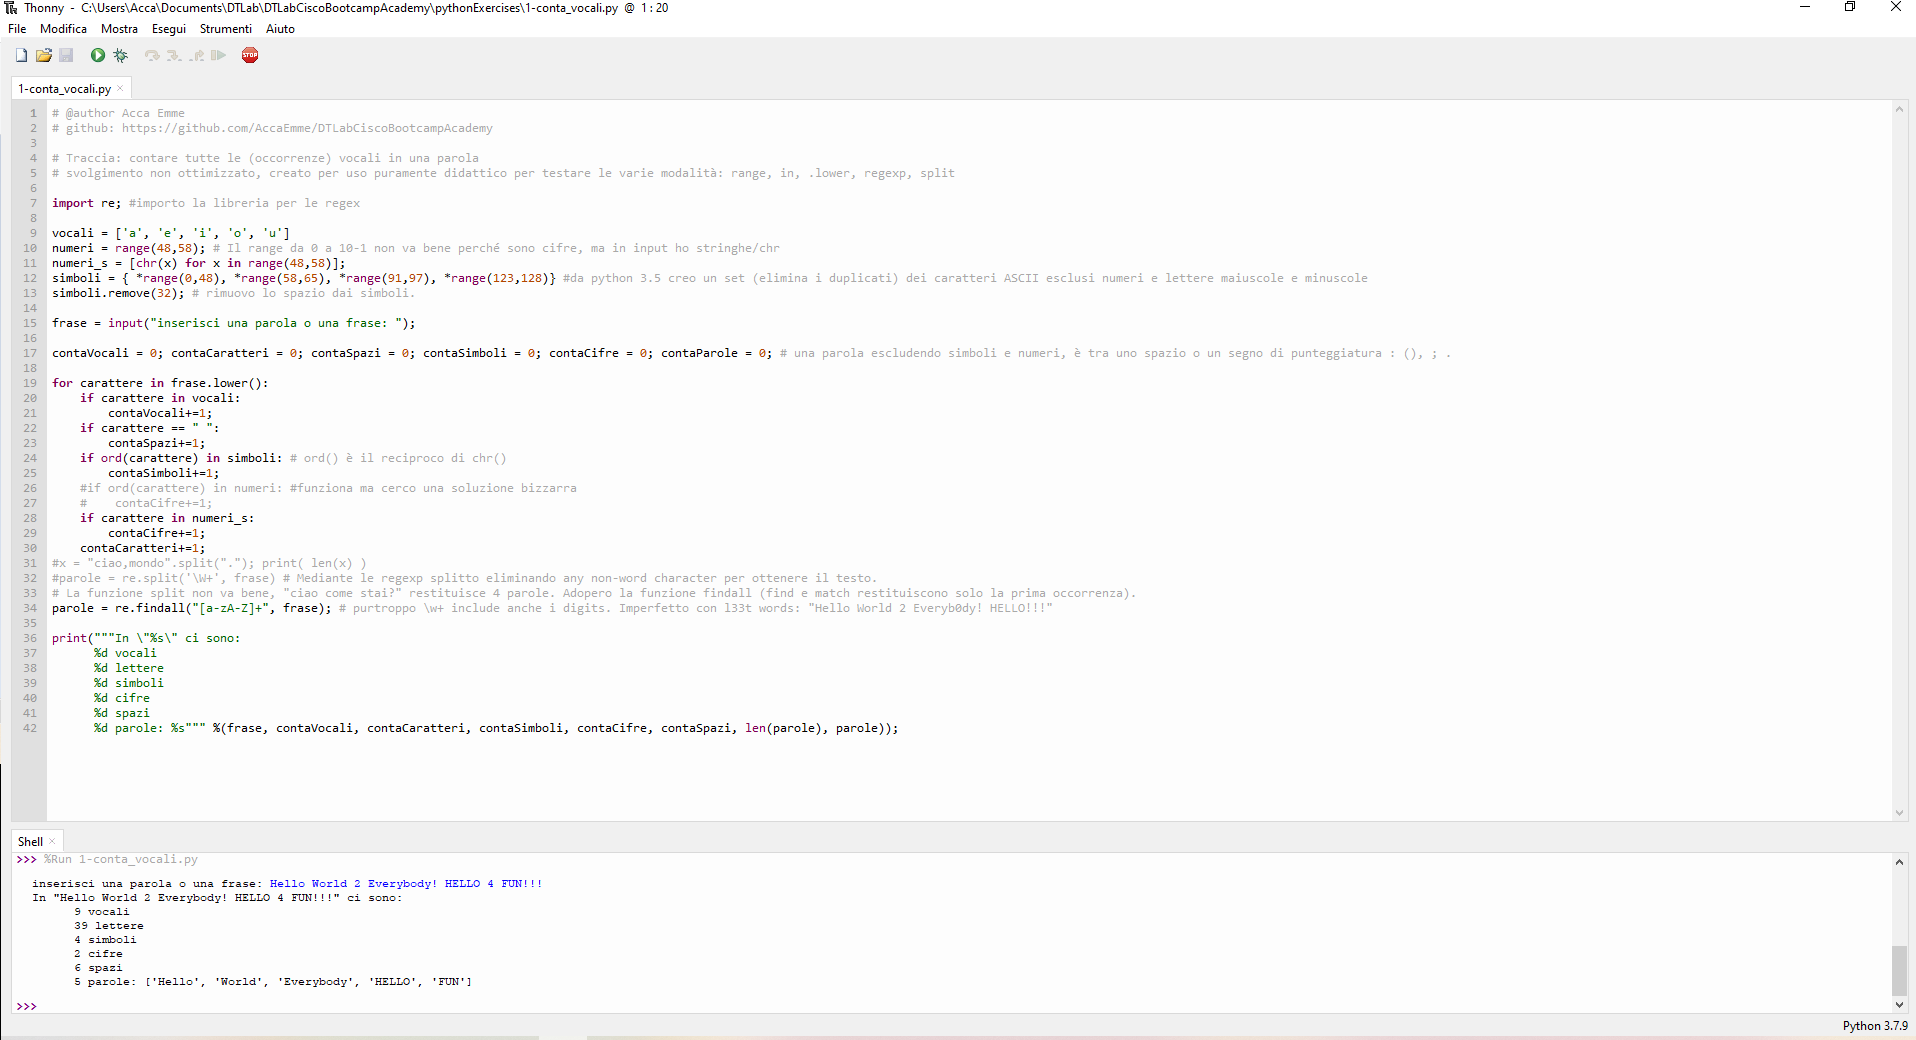 Thonny - C:\Users\Acca\Documents\DTLab\DTLabCiscoBootcampAcademy\pythonExercises\1-conta_vocali.py @ 1 : 20
File Modifica Mostra Esegui Strumenti Aiuto
STOP
1-conta_vocali.py
1 # @author Acca Emme
2 # github: https://github.com/AccaEmme/DTLabCiscoBootcampAcademy
3
4 # Traccia: contare tutte le (occorrenze) vocali in una parola
5 # svolgimento non ottimizzato, creato per uso puramente didattico per testare le varie modalità: range, in, .lower, regexp, split
6
7 import re; #importo la libreria per le regex
8
9 vocali = ['a', 'e', 'i', 'o', 'u']
10 numeri = range(48,58); # Il range da 0 a 10-1 non va bene perché sono cifre, ma in input ho stringhe/chr
11 numeri_s = [chr(x) for x in range(48,58)];
12 simboli = { *range(0,48), *range(58,65), *range(91,97), *range(123,128)} #da python 3.5 creo un set (elimina i duplicati) dei caratteri ASCII esclusi numeri e lettere maiuscole e minuscole
13 simboli.remove(32); # rimuovo lo spazio dai simboli.
14
15 frase = input("inserisci una parola o una frase: ");
16
17 contaVocali = 0; contaCaratteri = 0; contaSpazi = 0; contaSimboli = 0; contaCifre = 0; contaParole = 0; # una parola escludendo simboli e numeri, è tra uno spazio o un segno di punteggiatura : (), ; .
18
19 for carattere in frase.lower():
20     if carattere in vocali:
21         contaVocali+=1;
22     if carattere == " ":
23         contaSpazi+=1;
24     if ord(carattere) in simboli: # ord() è il reciproco di chr()
25         contaSimboli+=1;
26     #if ord(carattere) in numeri: #funziona ma cerco una soluzione bizzarra
27     #    contaCifre+=1;
28     if carattere in numeri_s:
29         contaCifre+=1;
30     contaCaratteri+=1;
31 #x = "ciao,mondo".split("."); print( len(x) )
32 #parole = re.split('\W+', frase) # Mediante le regexp splitto eliminando any non-word character per ottenere il testo.
33 # La funzione split non va bene, "ciao come stai?" restituisce 4 parole. Adopero la funzione findall (find e match restituiscono solo la prima occorrenza).
34 parole = re.findall("[a-zA-Z]+", frase); # purtroppo \w+ include anche i digits. Imperfetto con l33t words: "Hello World 2 Everyb0dy! HELLO!!!"
35
36 print("""In \"%s\" ci sono:
37       %d vocali
38       %d lettere
39       %d simboli
40       %d cifre
41       %d spazi
42       %d parole: %s""" %(frase, contaVocali, contaCaratteri, contaSimboli, contaCifre, contaSpazi, len(parole), parole));
Shell
>>> %Run 1-conta_vocali.py
inserisci una parola o una frase: Hello World 2 Everybody! HELLO 4 FUN!!!
In "Hello World 2 Everybody! HELLO 4 FUN!!!" ci sono:
9 vocali
39 lettere
4 simboli
2 cifre
6 spazi
5 parole: ['Hello', 'World', 'Everybody', 'HELLO', 'FUN']
>>>
Python 3.7.9